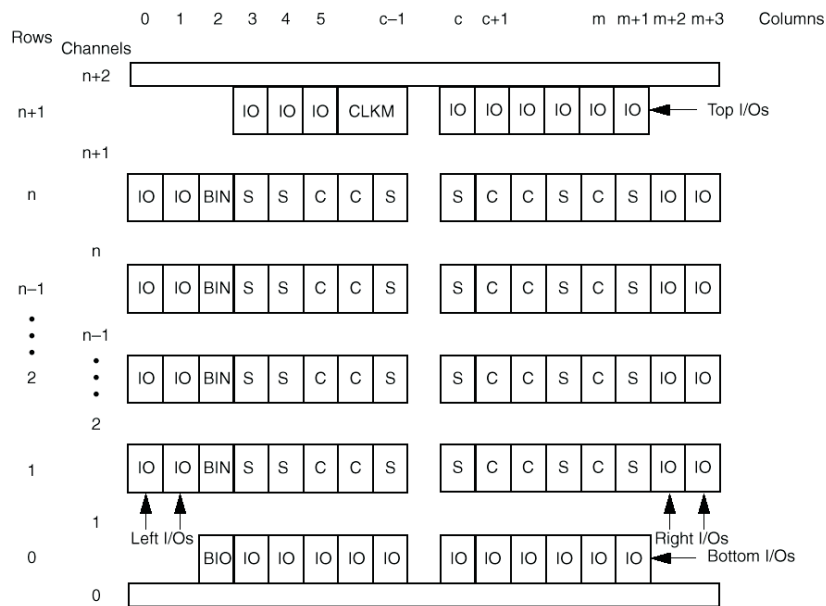 0 1 2 3 4 5 c–1 c c+1 m m+1 m+2 m+3 Columns
Rows
Channels
n+2
n+1 IO IO IO CLKM IO IO IO IO IO IO Top I/Os
n+1
n IO IO BIN S S C C S S C C S C S IO IO
n
n–1 IO IO BIN S S C C S S C C S C S IO IO
n–1
2 IO IO BIN S S C C S S C C S C S IO IO
2
1 IO IO BIN S S C C S S C C S C S IO IO
1
Left I/Os Right I/Os
0 BIO IO IO IO IO IO IO IO IO IO IO IO Bottom I/Os
0